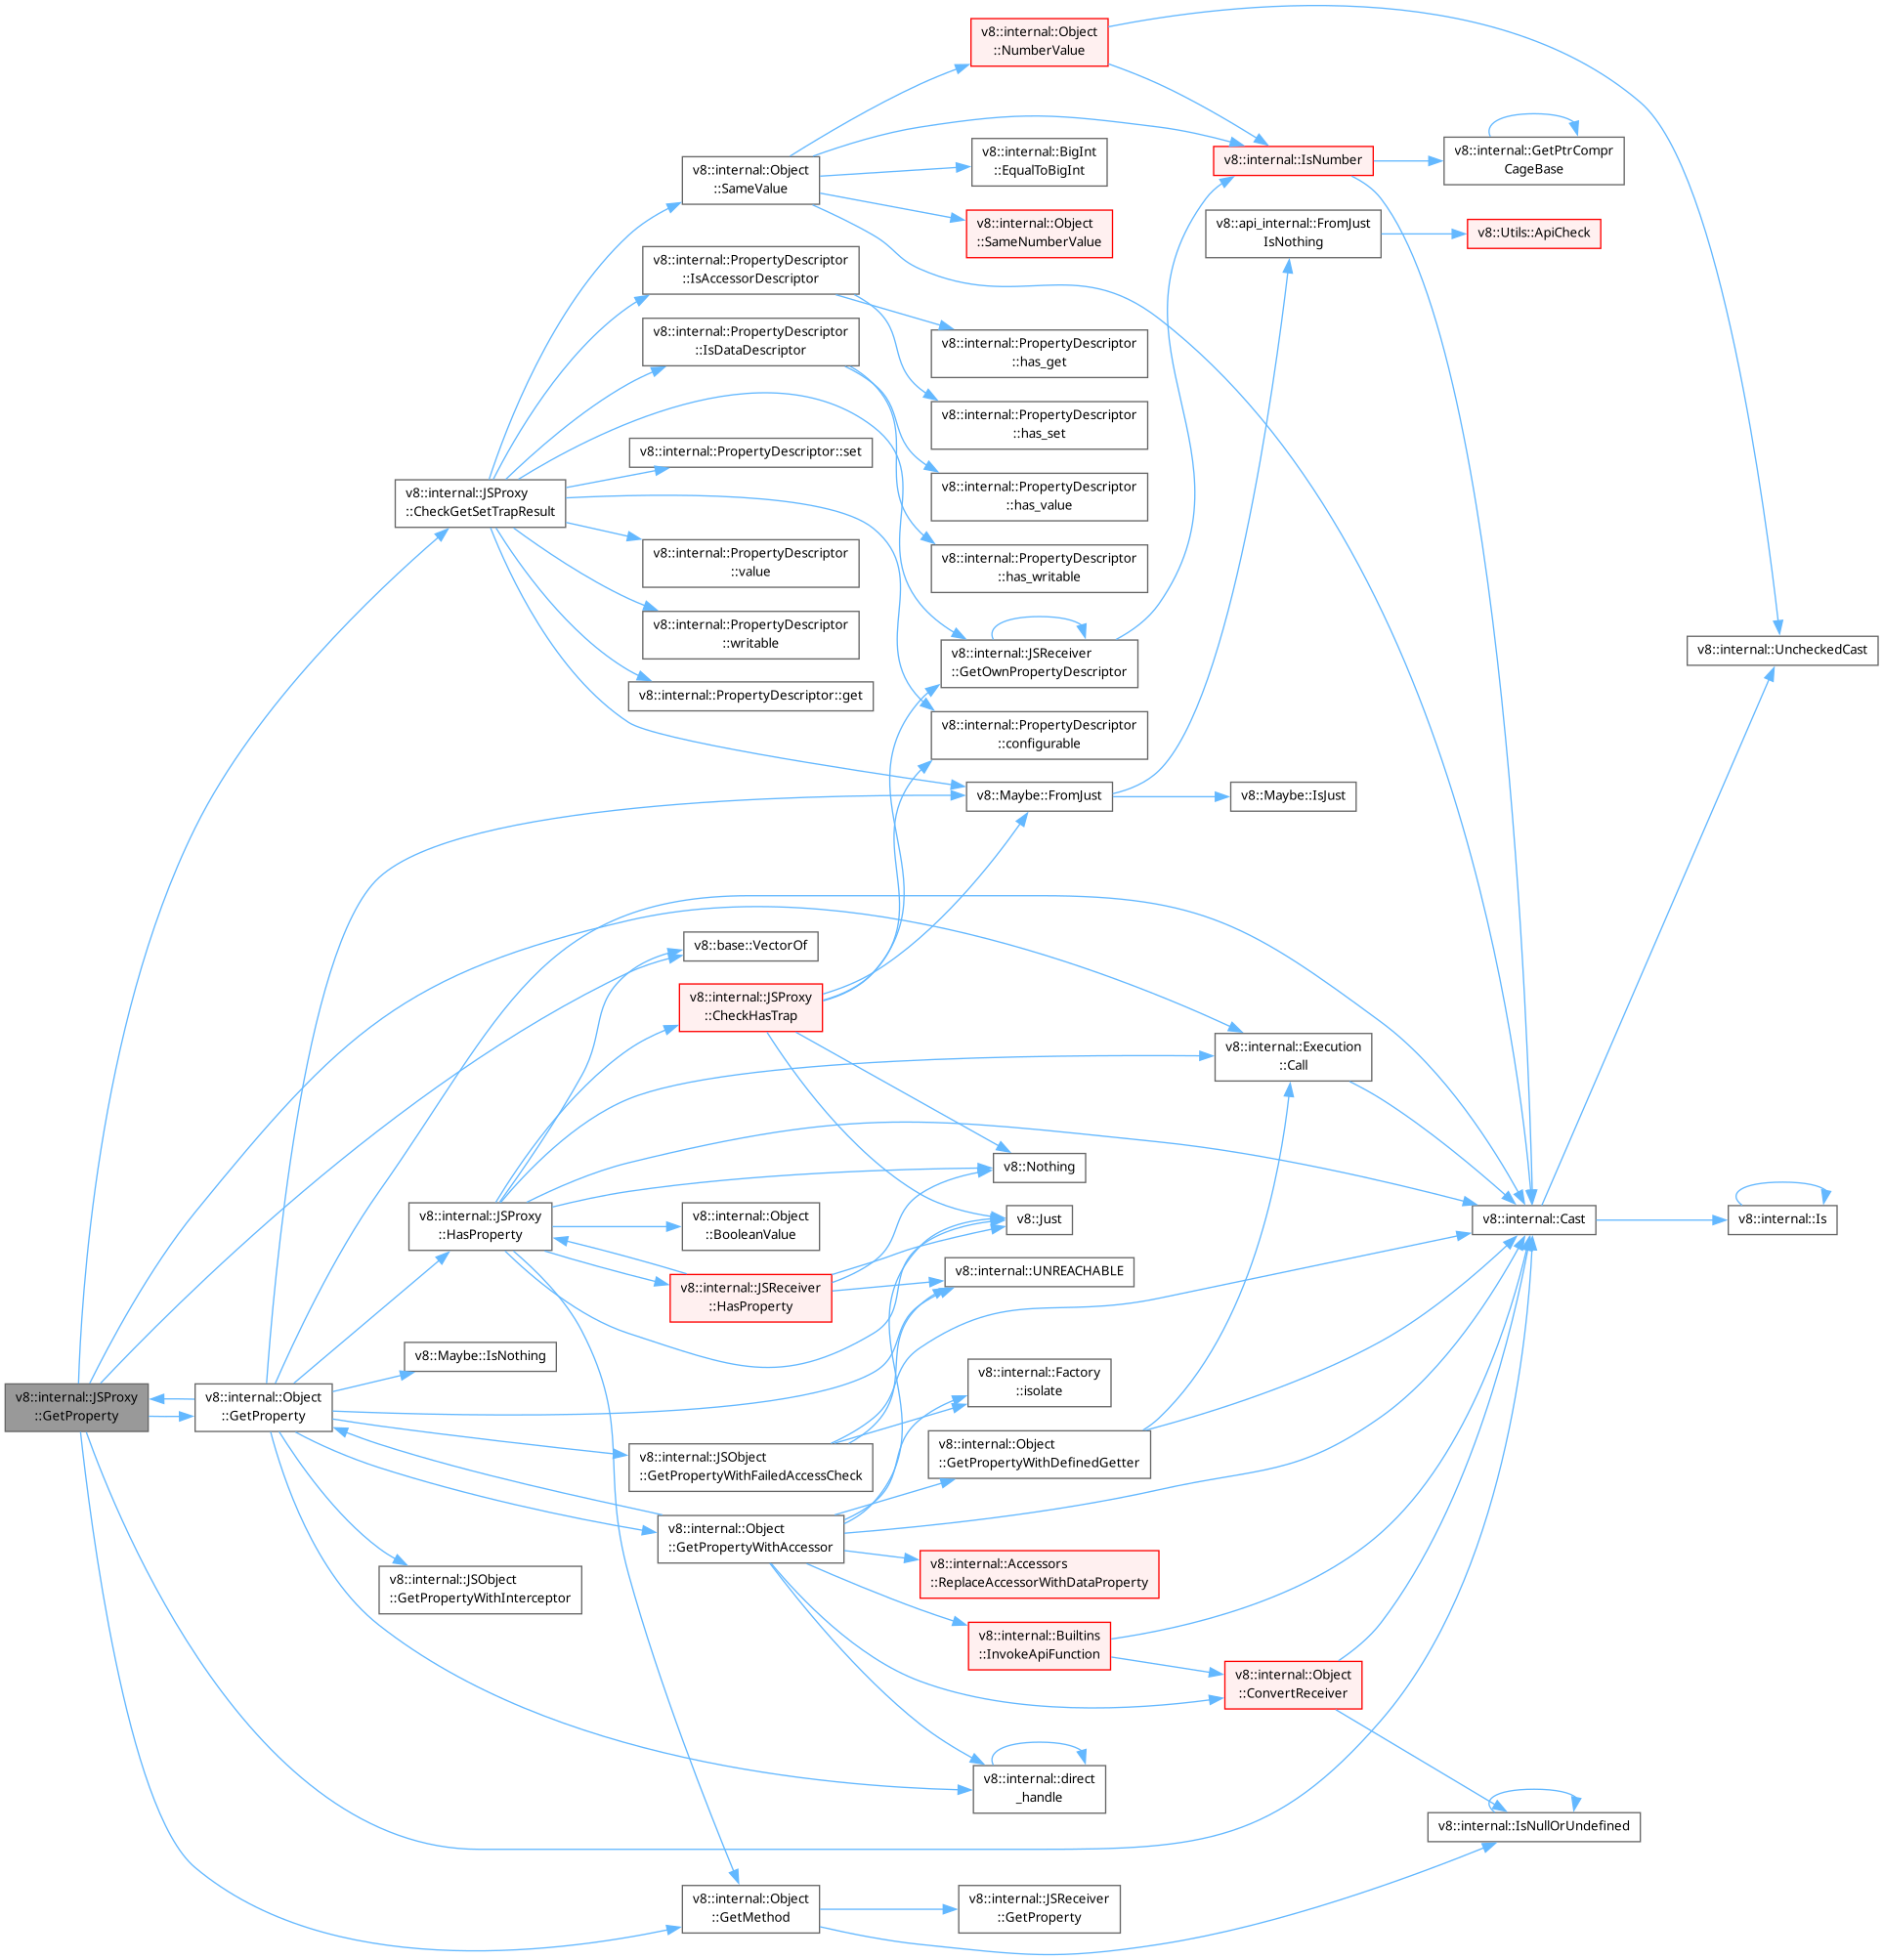 v8::internal::JSProxy
::GetProperty
v8::internal::JSProxy
::CheckGetSetTrapResult
v8::internal::Object
::GetProperty
v8::internal::JSProxy
::HasProperty
v8::Maybe::IsNothing
v8::internal::JSObject
::GetPropertyWithInterceptor
v8::internal::Object
::SameValue
v8::internal::PropertyDescriptor
::IsAccessorDescriptor
v8::internal::PropertyDescriptor
::IsDataDescriptor
v8::internal::PropertyDescriptor::set
v8::internal::PropertyDescriptor
::value
v8::internal::PropertyDescriptor
::writable
v8::internal::PropertyDescriptor::get
v8::base::VectorOf
v8::internal::JSProxy
::CheckHasTrap
v8::internal::Object
::BooleanValue
v8::internal::JSReceiver
::HasProperty
v8::internal::JSObject
::GetPropertyWithFailedAccessCheck
v8::internal::Object
::GetPropertyWithAccessor
v8::internal::Object
::GetMethod
v8::internal::Object
::NumberValue
v8::internal::BigInt
::EqualToBigInt
v8::internal::Object
::SameNumberValue
v8::internal::PropertyDescriptor
::has_get
v8::internal::PropertyDescriptor
::has_set
v8::internal::PropertyDescriptor
::has_value
v8::internal::PropertyDescriptor
::has_writable
v8::internal::JSReceiver
::GetOwnPropertyDescriptor
v8::internal::PropertyDescriptor
::configurable
v8::Maybe::FromJust
v8::Nothing
v8::Just
v8::internal::UNREACHABLE
v8::internal::Factory
::isolate
v8::internal::Object
::GetPropertyWithDefinedGetter
v8::internal::Accessors
::ReplaceAccessorWithDataProperty
v8::internal::Builtins
::InvokeApiFunction
v8::internal::direct
_handle
v8::internal::JSReceiver
::GetProperty
v8::internal::IsNumber
v8::api_internal::FromJust
IsNothing
v8::Maybe::IsJust
v8::internal::Execution
::Call
v8::internal::Object
::ConvertReceiver
v8::internal::GetPtrCompr
CageBase
v8::Utils::ApiCheck
v8::internal::Cast
v8::internal::IsNullOrUndefined
v8::internal::UncheckedCast
v8::internal::Is